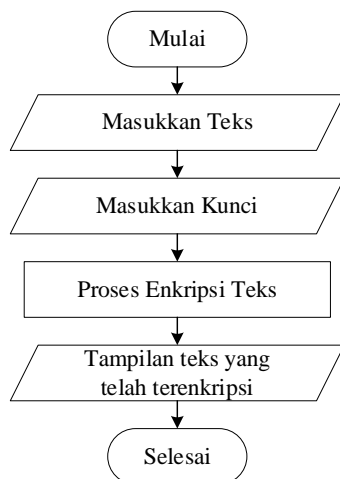 Mulai
Masukkan Teks
Masukkan Kunci
Proses Enkripsi Teks
Tampilan teks yang
telah terenkripsi
Selesai